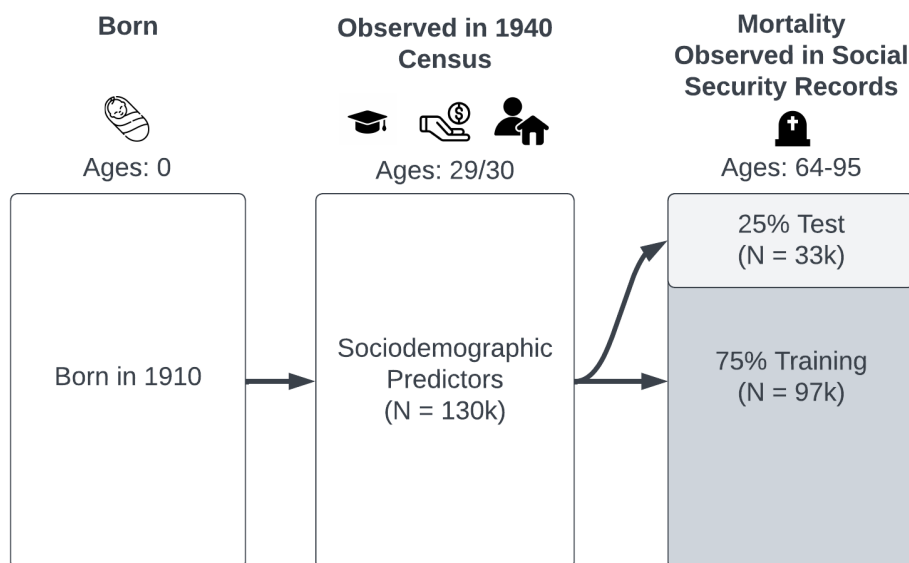 Born
Observed in 1940
Census
Mortality
Observed in Social
Security Records
$
Ages: 0
Ages: 29/30
Ages: 64-95
Born in 1910
Sociodemographic
Predictors
(N = 130k)
25% Test
(N = 33k)
75% Training
(N = 97k)